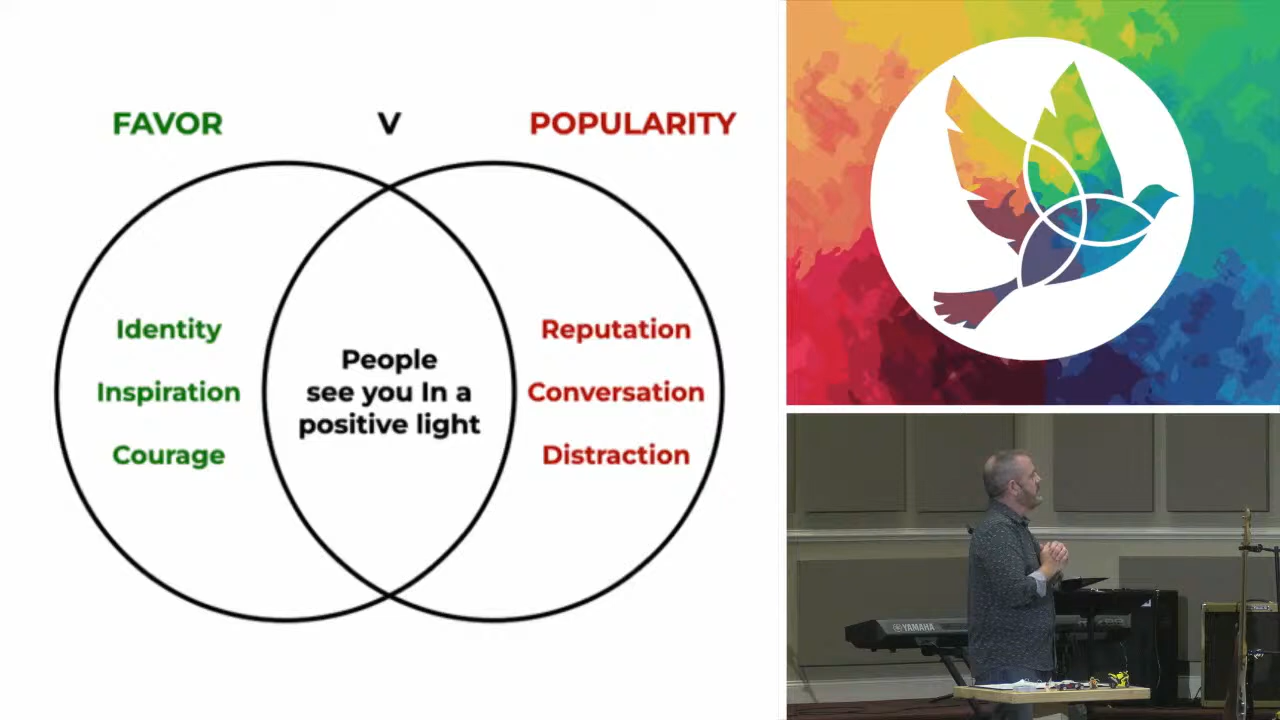 FAVOR V POPULARITY
Identity
Inspiration
Courage
People
see you In a
positive light
Reputation
Conversation
Distraction
YAMAHA